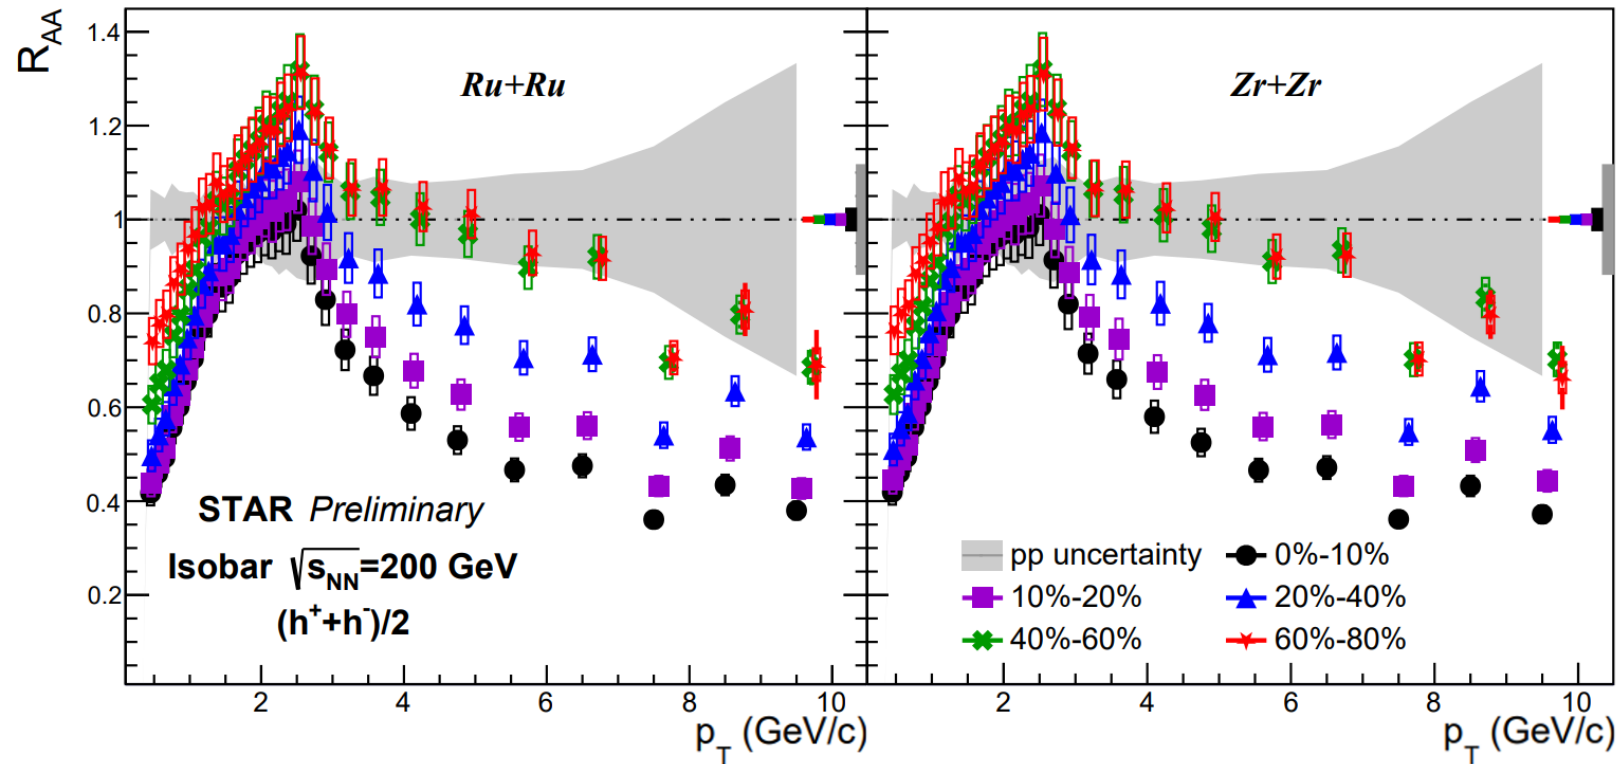 R_AA
1.4
1.2
1
0.8
0.6
0.4
0.2
Ru+Ru
STAR Preliminary
Isobar √s_NN=200 GeV
(h⁺+h⁻)/2
2 4 6 8 10
p_T (GeV/c)
Zr+Zr
pp uncertainty 0%-10%
10%-20% 20%-40%
40%-60% 60%-80%
2 4 6 8 10
p_T (GeV/c)